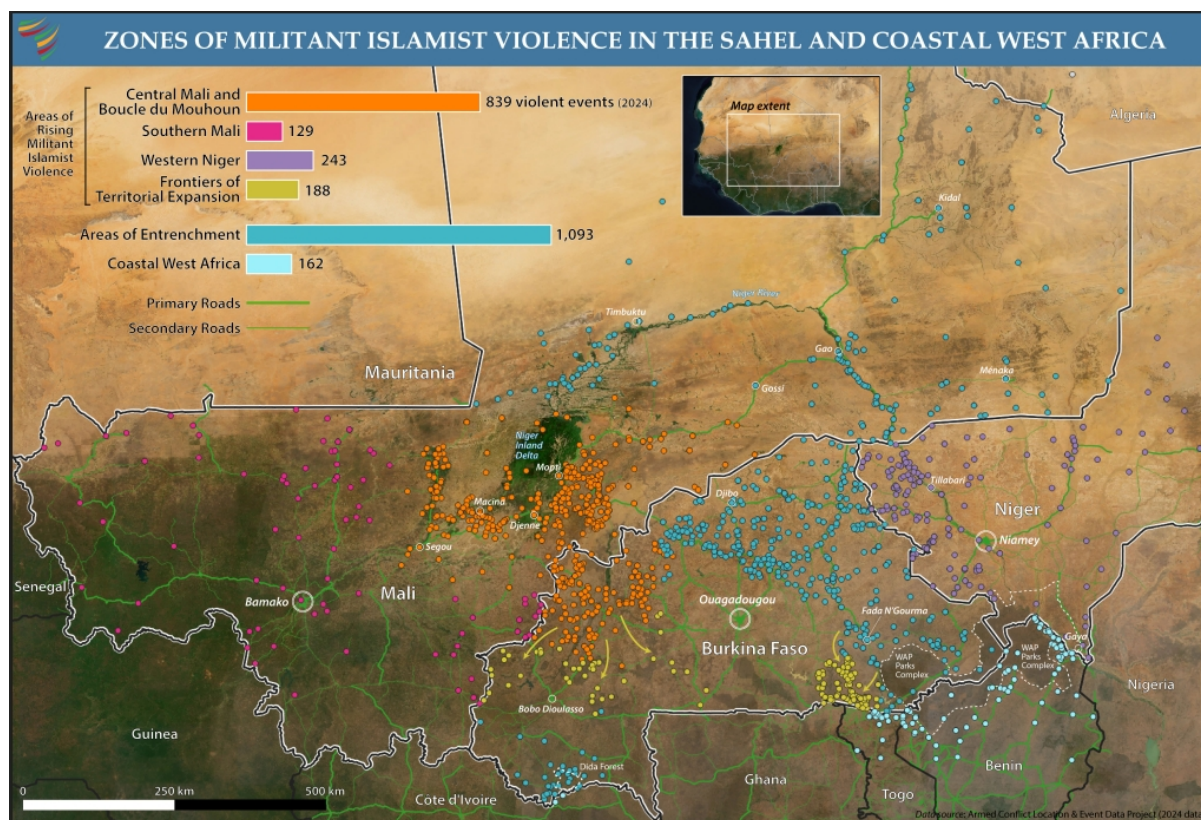 ZONES OF MILITANT ISLAMIST VIOLENCE IN THE SAHEL AND COASTAL WEST AFRICA
Areas of
Rising
Militant
Islamist
Violence
Central Mali and
Boucle du Mouhoun
839 violent events (2024)
Southern Mali
129
Western Niger
243
Frontiers of
Territorial Expansion
188
Areas of Entrenchment
1,093
Coastal West Africa
162
Primary Roads
Secondary Roads
Map extent
Algeria
Kidal
Niger River
Timbuktu
Gao
Mauritania
Gossi
Ménaka
Niger
Inland
Delta
Mopti
Macina
Djenne
Djibo
Tillabari
Niger
Niamey
Segou
Senegal
Bamako
Mali
Ouagadougou
Fada N'Gourma
Burkina Faso
WAP
Parks
Complex
WAP
Parks
Complex
Gaya
Nigeria
Bobo Dioulasso
Guinea
Dida Forest
Ghana
Benin
Togo
Côte d'Ivoire
0
250 km
500 km
Data source: Armed Conflict Location & Event Data Project (2024 dat